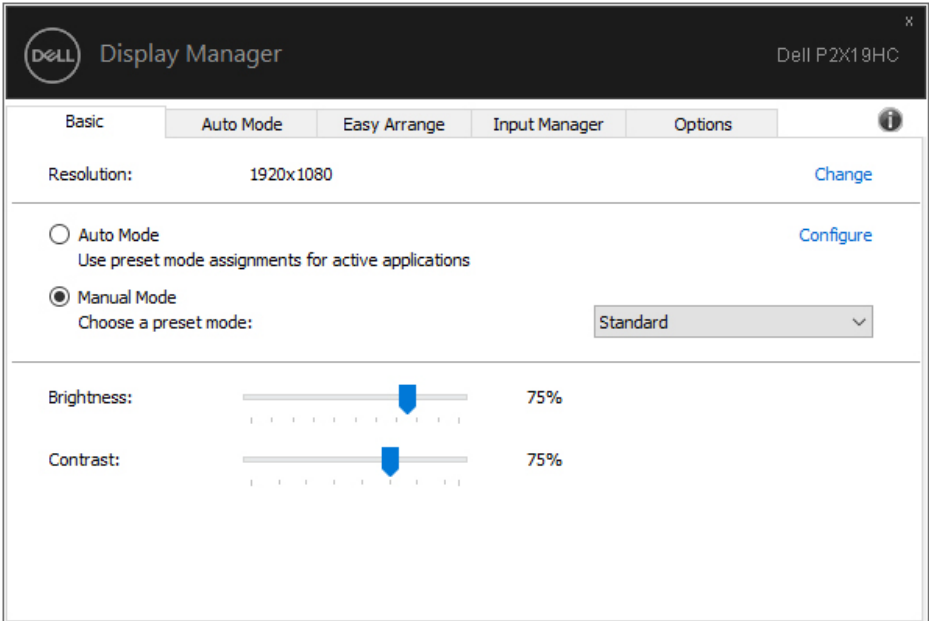 x
DELL Display Manager Dell P2X19HC
Basic Auto Mode Easy Arrange Input Manager Options i
Resolution: 1920x1080 Change
Auto Mode Configure
Use preset mode assignments for active applications
Manual Mode
Choose a preset mode: Standard
Brightness: 75%
Contrast: 75%